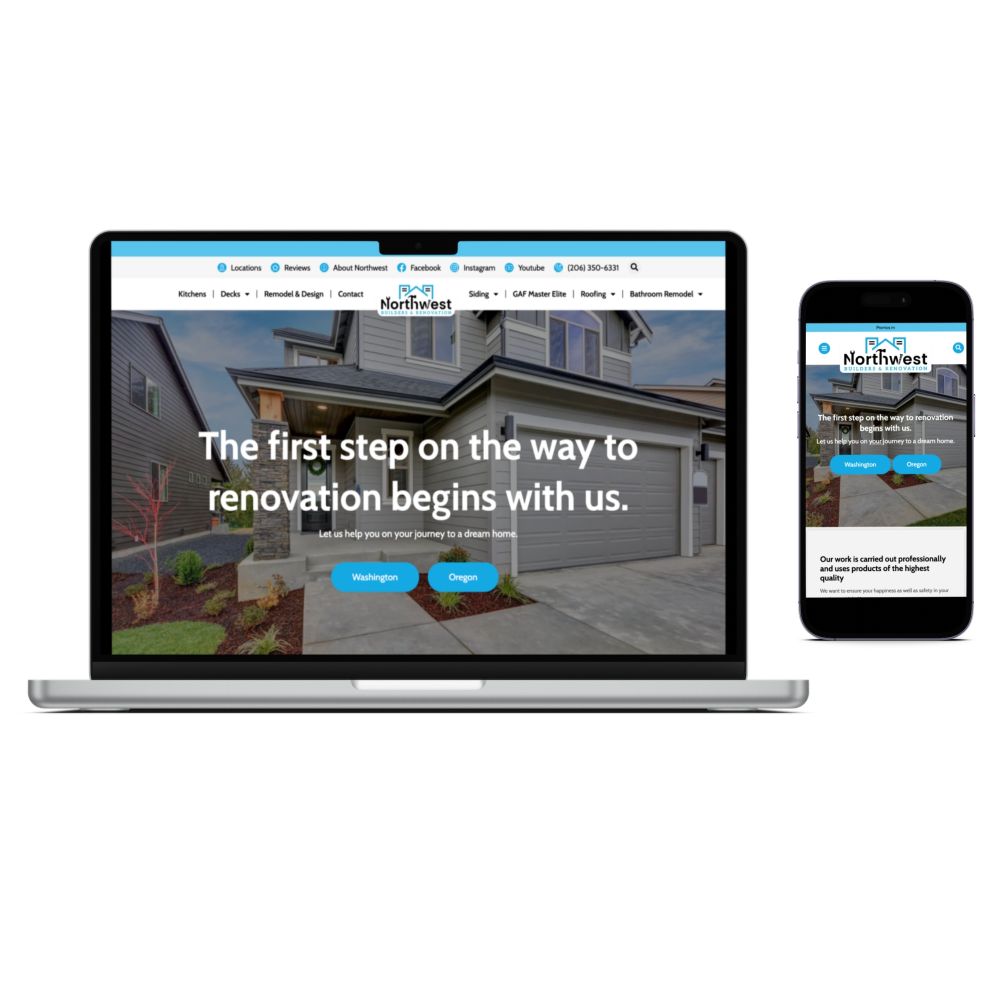 Locations Reviews About Northwest Facebook Instagram Youtube (206) 350-6331
Kitchens Decks Remodel & Design Contact
Northwest
BUILDERS & RENOVATION
Siding GAF Master Elite Roofing Bathroom Remodel
The first step on the way to
renovation begins with us.
Let us help you on your journey to a dream home.
Washington Oregon
Northwest
BUILDERS & RENOVATION
The first step on the way to renovation
begins with us.
Let us help you on your journey to a dream home.
Washington Oregon
Our work is carried out professionally
and uses products of the highest
quality
We want to ensure your happiness as well as safety in your